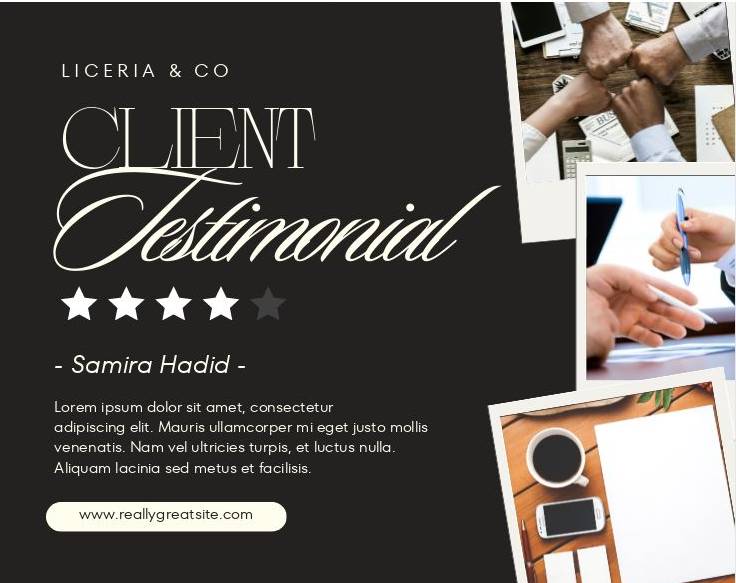 LICERIA & CO
CLIENT
Testimonial
- Samira Hadid -
Lorem ipsum dolor sit amet, consectetur
adipiscing elit. Mauris ullamcorper mi eget justo mollis
venenatis. Nam vel ultricies turpis, et luctus nulla.
Aliquam lacinia sed metus et facilisis.
www.reallygreatsite.com